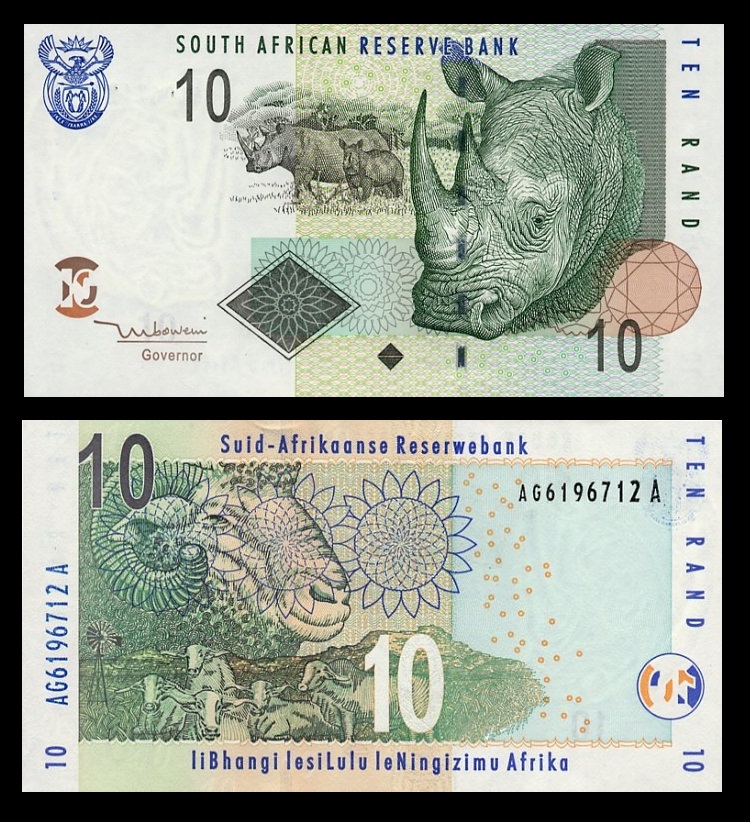 SOUTH AFRICAN RESERVE BANK
10
TEN RAND
10
Governor
10
10
Suid-Afrikaanse Reserwebank
AG6196712 A
TEN RAND
AG6196712 A
10
10
10
IiBhangi lesiLulu leNingizimu Afrika